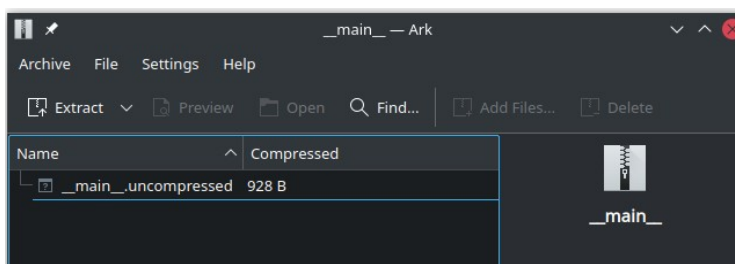 __main__ — Ark
Archive File Settings Help
Extract Preview Open Find... Add Files... Delete
Name Compressed
__main__.uncompressed 928 B
__main__